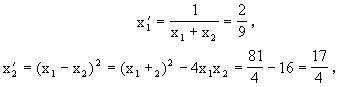 x₁′ = 1/(x₁ + x₂) = 2/9 ,
x₂′ = (x₁ − x₂)² = (x₁ +₂)² − 4x₁x₂ = 81/4 − 16 = 17/4 ,